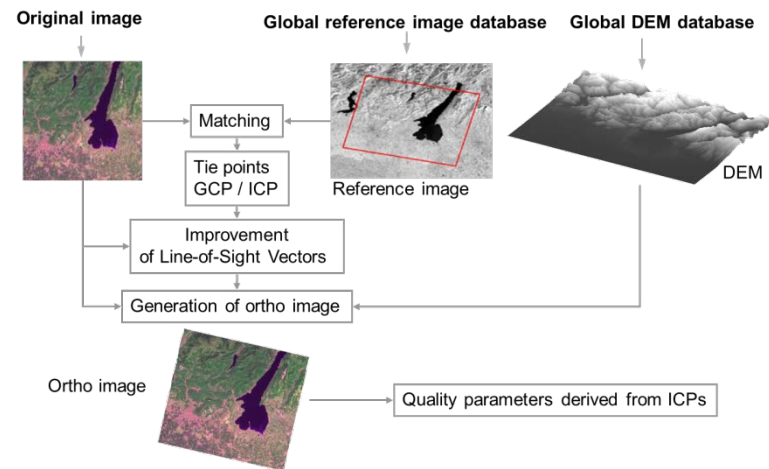 Original image
Global reference image database
Global DEM database
Matching
Tie points
GCP / ICP
Reference image
DEM
Improvement
of Line-of-Sight Vectors
Generation of ortho image
Ortho image
Quality parameters derived from ICPs